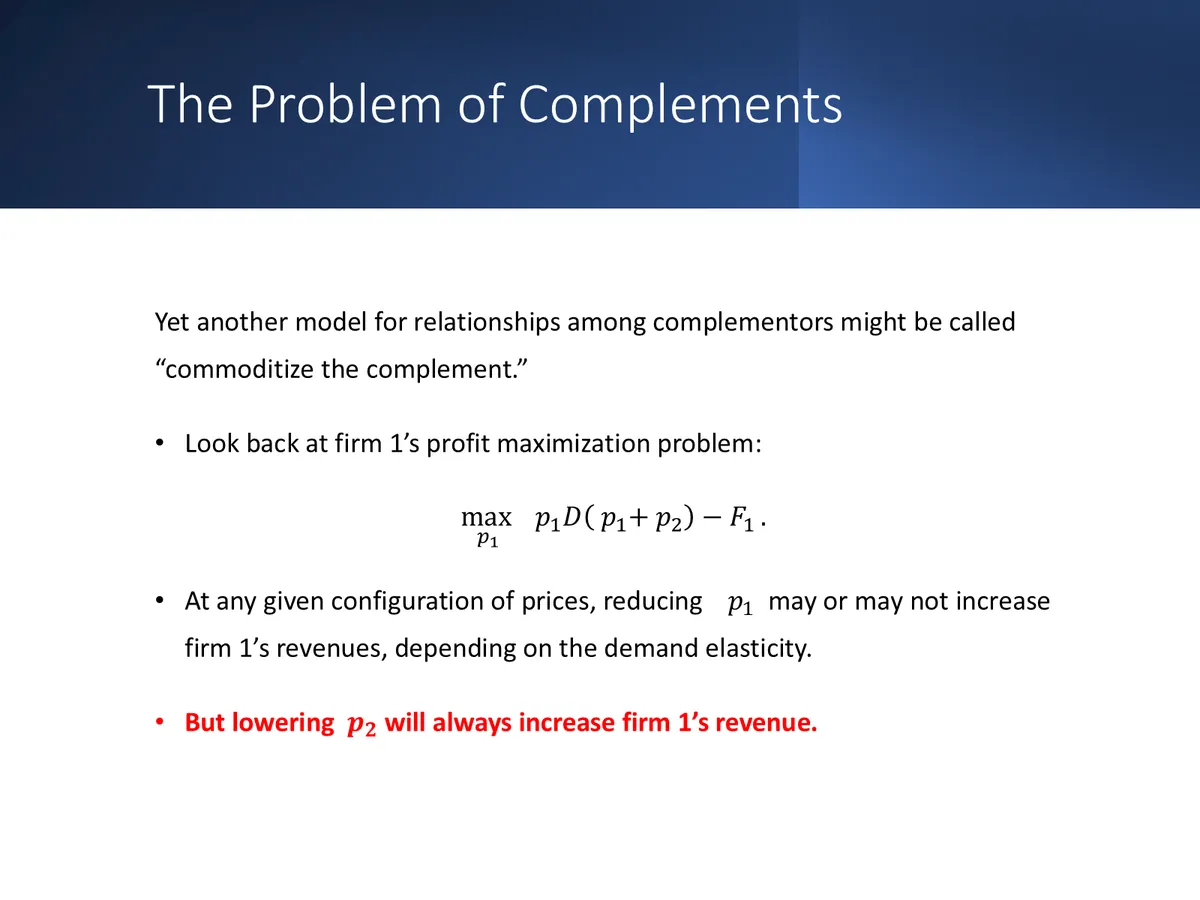 The Problem of Complements
Yet another model for relationships among complementors might be called
“commoditize the complement.”
• Look back at firm 1’s profit maximization problem:
max p₁D( p₁+ p₂) − F₁ .
p₁
• At any given configuration of prices, reducing p₁ may or may not increase
firm 1’s revenues, depending on the demand elasticity.
• But lowering p₂ will always increase firm 1’s revenue.